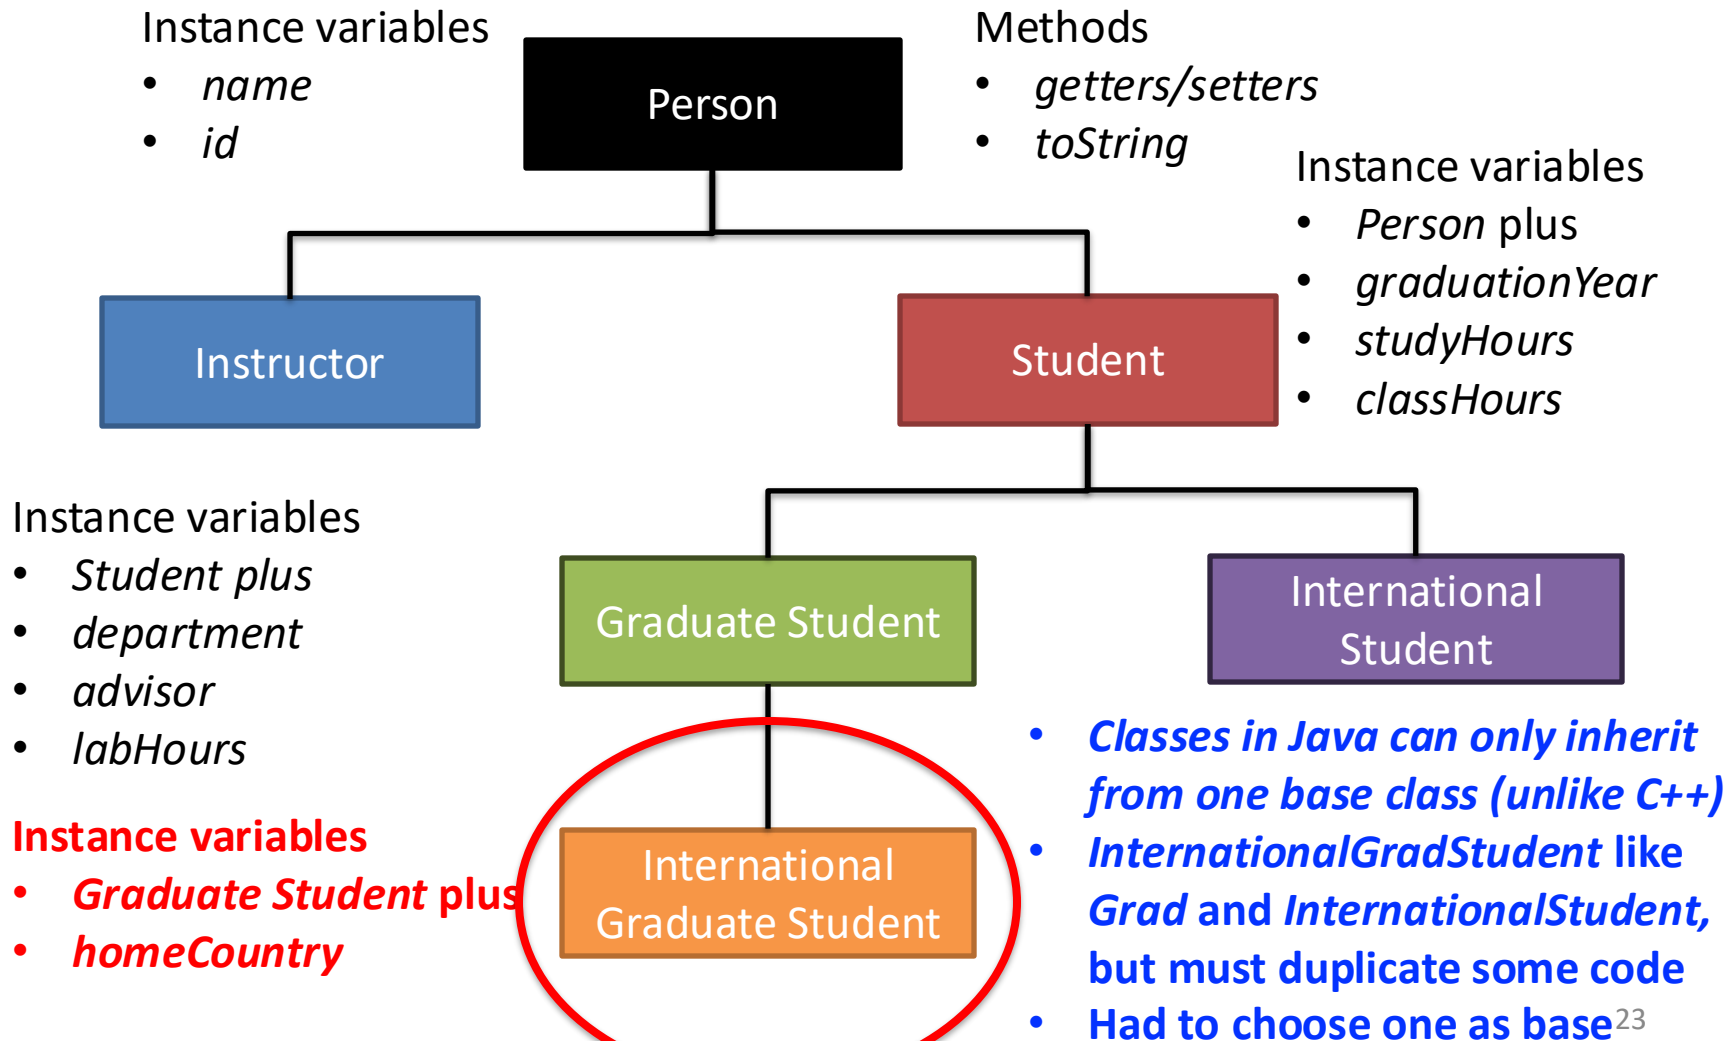 Instance variables
• name
• id
Person
Methods
• getters/setters
• toString
Instance variables
• Person plus
• graduationYear
• studyHours
• classHours
Instructor
Student
Instance variables
• Student plus
• department
• advisor
• labHours
Graduate Student
International
Student
Instance variables
• Graduate Student plus
• homeCountry
International
Graduate Student
• Classes in Java can only inherit
from one base class (unlike C++)
• InternationalGradStudent like
Grad and InternationalStudent,
but must duplicate some code
• Had to choose one as base
23